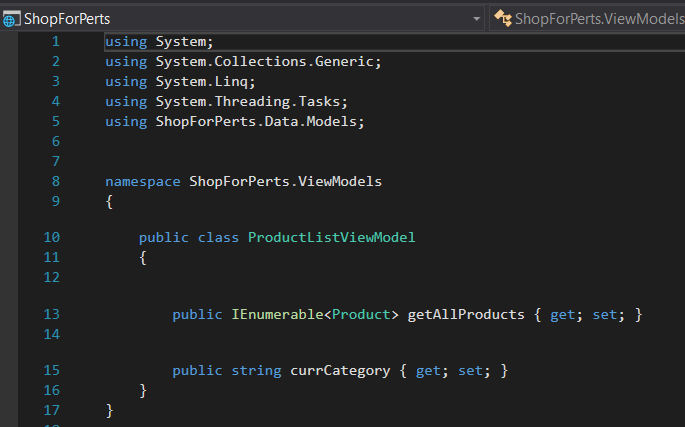 ShopForPerts ShopForPerts.ViewModels
1 using System;
2 using System.Collections.Generic;
3 using System.Linq;
4 using System.Threading.Tasks;
5 using ShopForPerts.Data.Models;
6
7
8 namespace ShopForPerts.ViewModels
9 {
10 public class ProductListViewModel
11 {
12
13 public IEnumerable<Product> getAllProducts { get; set; }
14
15 public string currCategory { get; set; }
16 }
17 }